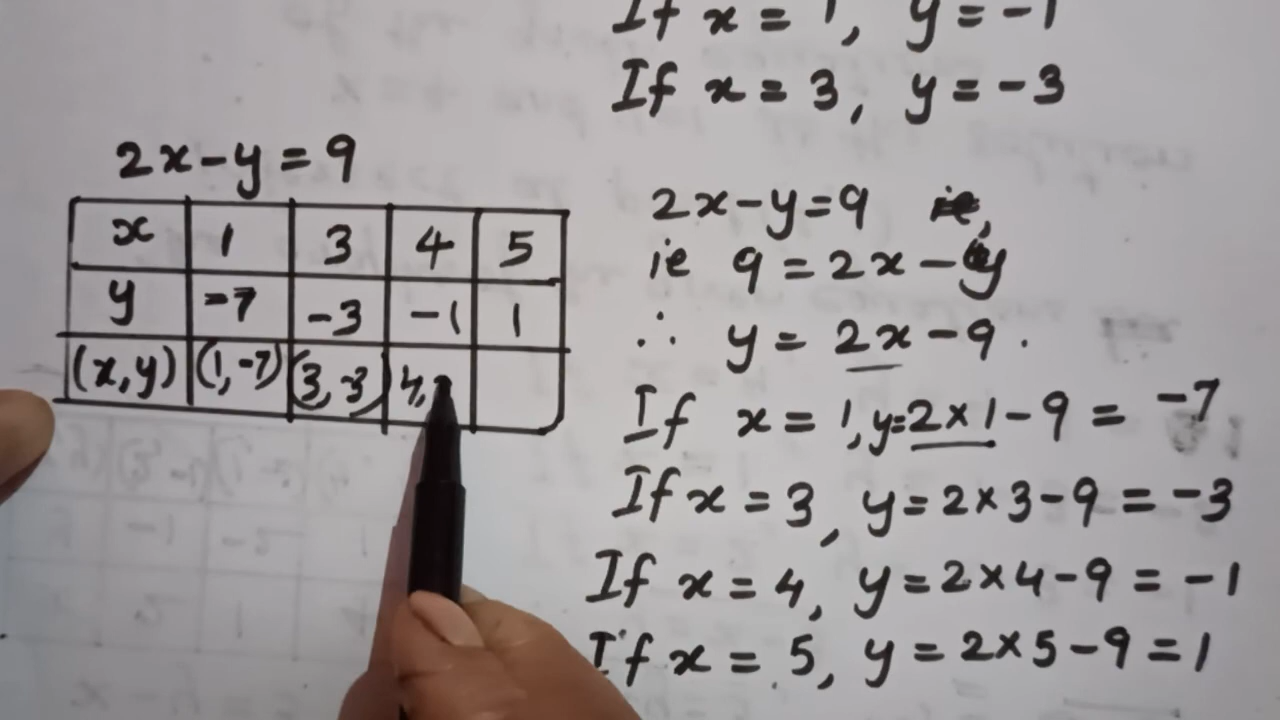 If x = 1, y = -1
If x = 3, y = -3
2x - y = 9
x 1 3 4 5
y -7 -3 -1 1
(x, y) (1, -7) (3, -3) 4,
2x - y = 9 ie,
ie 9 = 2x - y
∴ y = 2x - 9 .
If x = 1, y = 2 × 1 - 9 = -7
If x = 3, y = 2 × 3 - 9 = -3
If x = 4, y = 2 × 4 - 9 = -1
If x = 5, y = 2 × 5 - 9 = 1